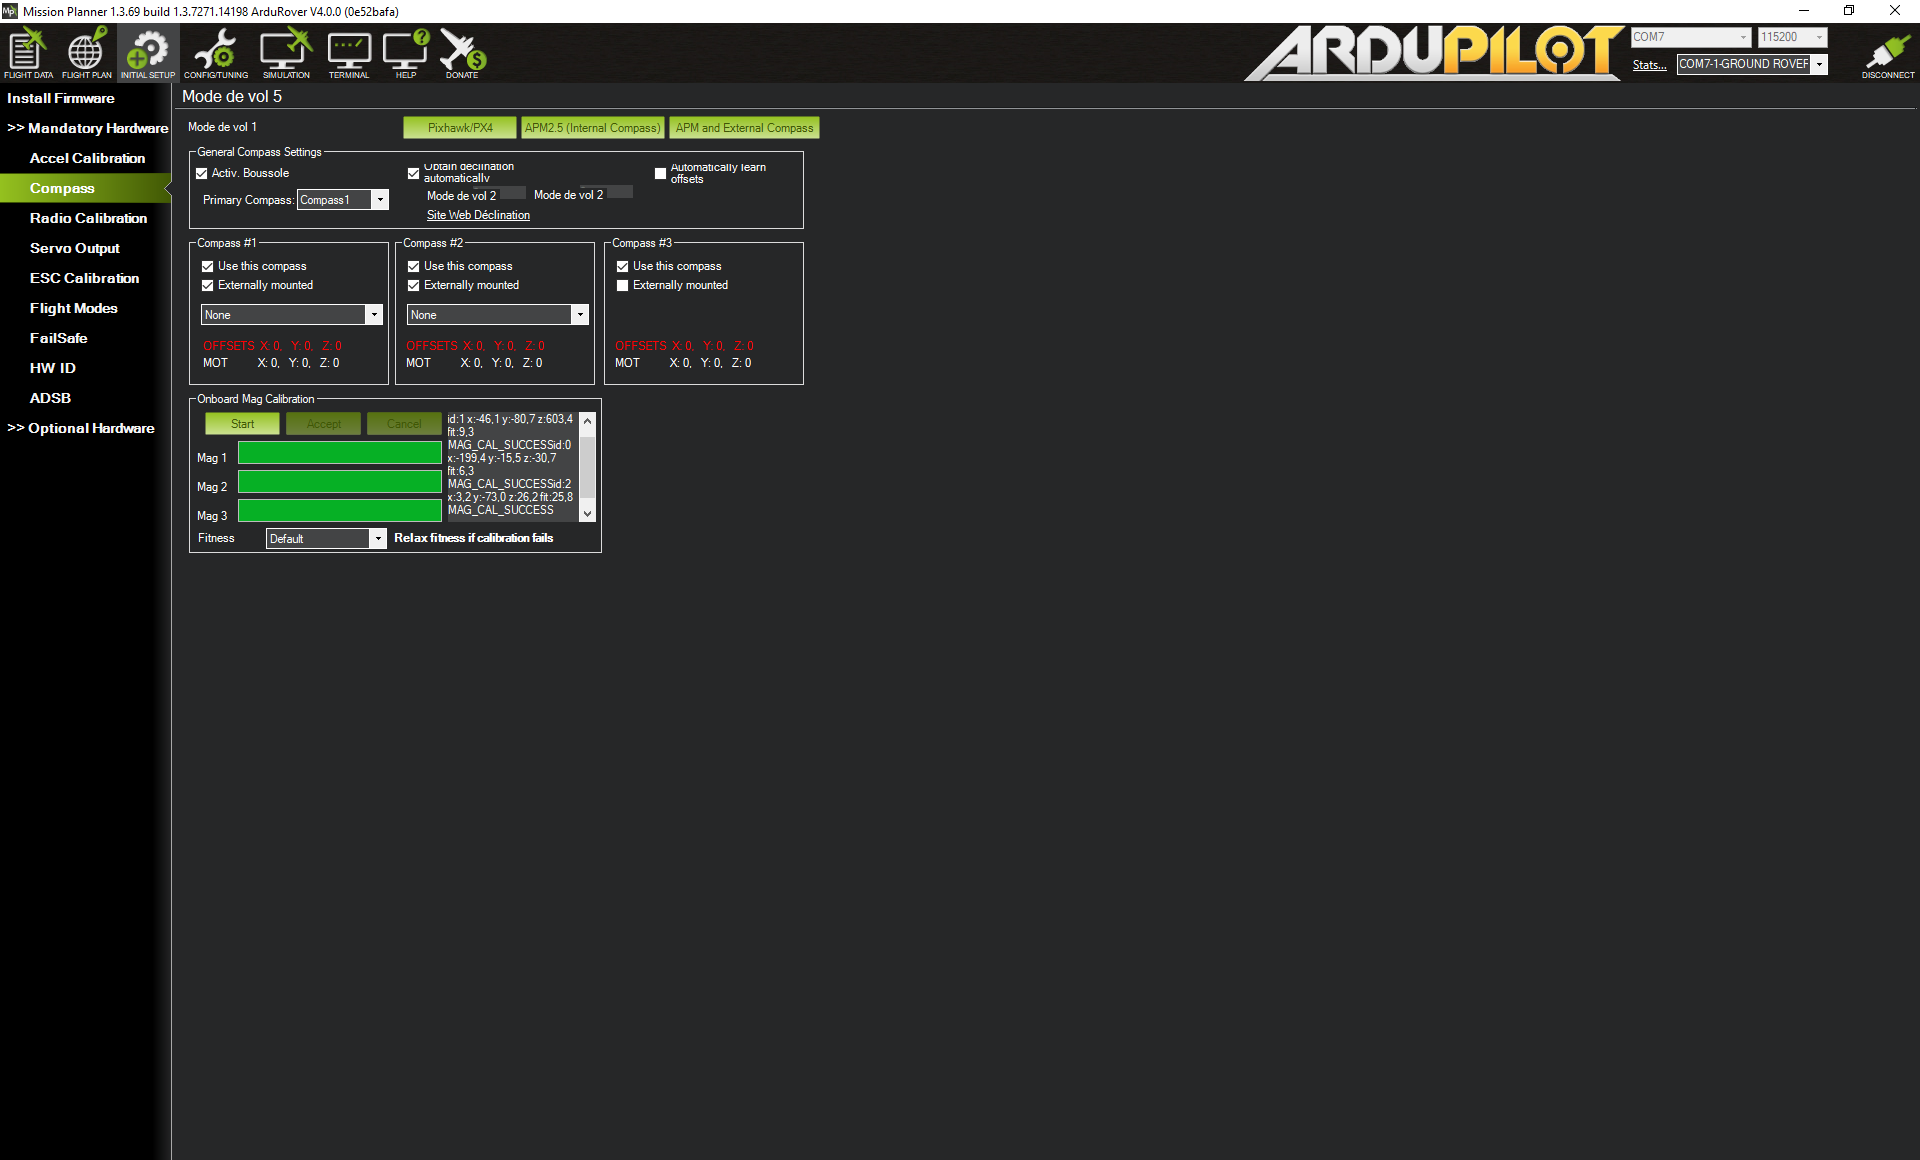 Mission Planner 1.3.69 build 1.3.7271.14198 ArduRover V4.0.0 (0e52bafa)
FLIGHT DATA
FLIGHT PLAN
INITIAL SETUP
CONFIG/TUNING
SIMULATION
TERMINAL
HELP
DONATE
ARDUPILOT
COM7
115200
Stats...
COM7-1-GROUND ROVER
DISCONNECT
Install Firmware
>> Mandatory Hardware
Accel Calibration
Compass
Radio Calibration
Servo Output
ESC Calibration
Flight Modes
FailSafe
HW ID
ADSB
>> Optional Hardware
Mode de vol 5
Mode de vol 1
Pixhawk/PX4
APM2.5 (Internal Compass)
APM and External Compass
General Compass Settings
Activ. Boussole
Primary Compass:
Compass1
Obtain declination
automatically
Mode de vol 2
Mode de vol 2
Site Web Déclination
Automatically learn
offsets
Compass #1
Use this compass
Externally mounted
None
OFFSETS X: 0, Y: 0, Z: 0
MOT X: 0, Y: 0, Z: 0
Compass #2
Use this compass
Externally mounted
None
OFFSETS X: 0, Y: 0, Z: 0
MOT X: 0, Y: 0, Z: 0
Compass #3
Use this compass
Externally mounted
OFFSETS X: 0, Y: 0, Z: 0
MOT X: 0, Y: 0, Z: 0
Onboard Mag Calibration
Start
Accept
Cancel
Mag 1
Mag 2
Mag 3
id:1 x:-46,1 y:-80,7 z:603,4
fit:9,3
MAG_CAL_SUCCESSid:0
x:-199,4 y:-15,5 z:-30,7
fit:6,3
MAG_CAL_SUCCESSid:2
x:3,2 y:-73,0 z:26,2 fit:25,8
MAG_CAL_SUCCESS
Fitness
Default
Relax fitness if calibration fails